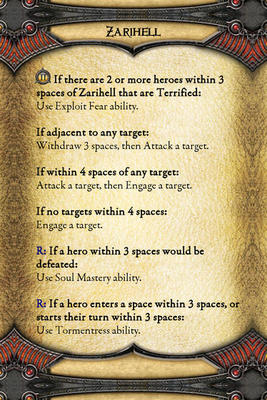 Zarihell
If there are 2 or more heroes within 3
spaces of Zarihell that are Terrified:
Use Exploit Fear ability.
If adjacent to any target:
Withdraw 3 spaces, then Attack a target.
If within 4 spaces of any target:
Attack a target, then Engage a target.
If no targets within 4 spaces:
Engage a target.
R: If a hero within 3 spaces would be
defeated:
Use Soul Mastery ability.
R: If a hero enters a space within 3 spaces, or
starts their turn within 3 spaces:
Use Tormentress ability.